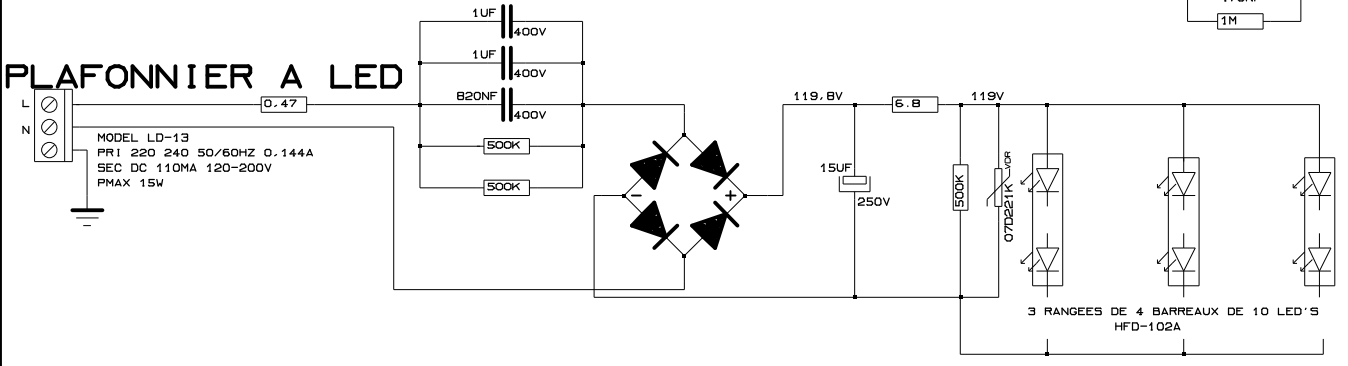 1M
1UF
400V
1UF
400V
PLAFONNIER A LED
820NF
400V
L
0,47
119,8V
6.8
119V
N
MODEL LD-13
PRI 220 240 50/60HZ 0,144A
SEC DC 110MA 120-200V
PMAX 15W
500K
500K
-
+
15UF
250V
500K
07D221K
VDR
3 RANGEES DE 4 BARREAUX DE 10 LED'S
HFD-102A